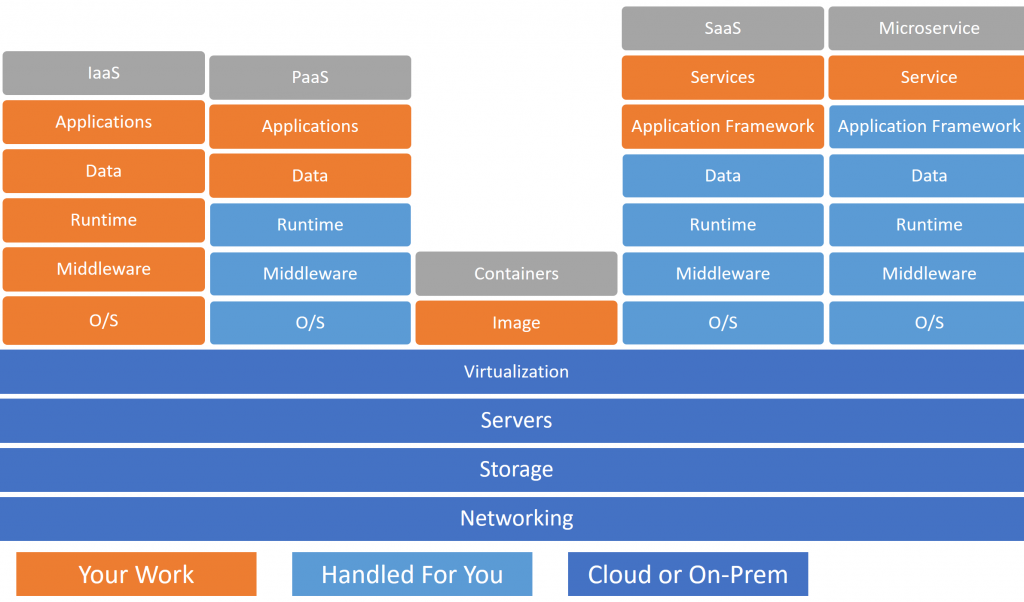 SaaS
Microservice
IaaS
PaaS
Services
Service
Applications
Applications
Application Framework
Application Framework
Data
Data
Data
Data
Runtime
Runtime
Runtime
Runtime
Middleware
Middleware
Containers
Middleware
Middleware
O/S
O/S
Image
O/S
O/S
Virtualization
Servers
Storage
Networking
Your Work
Handled For You
Cloud or On-Prem